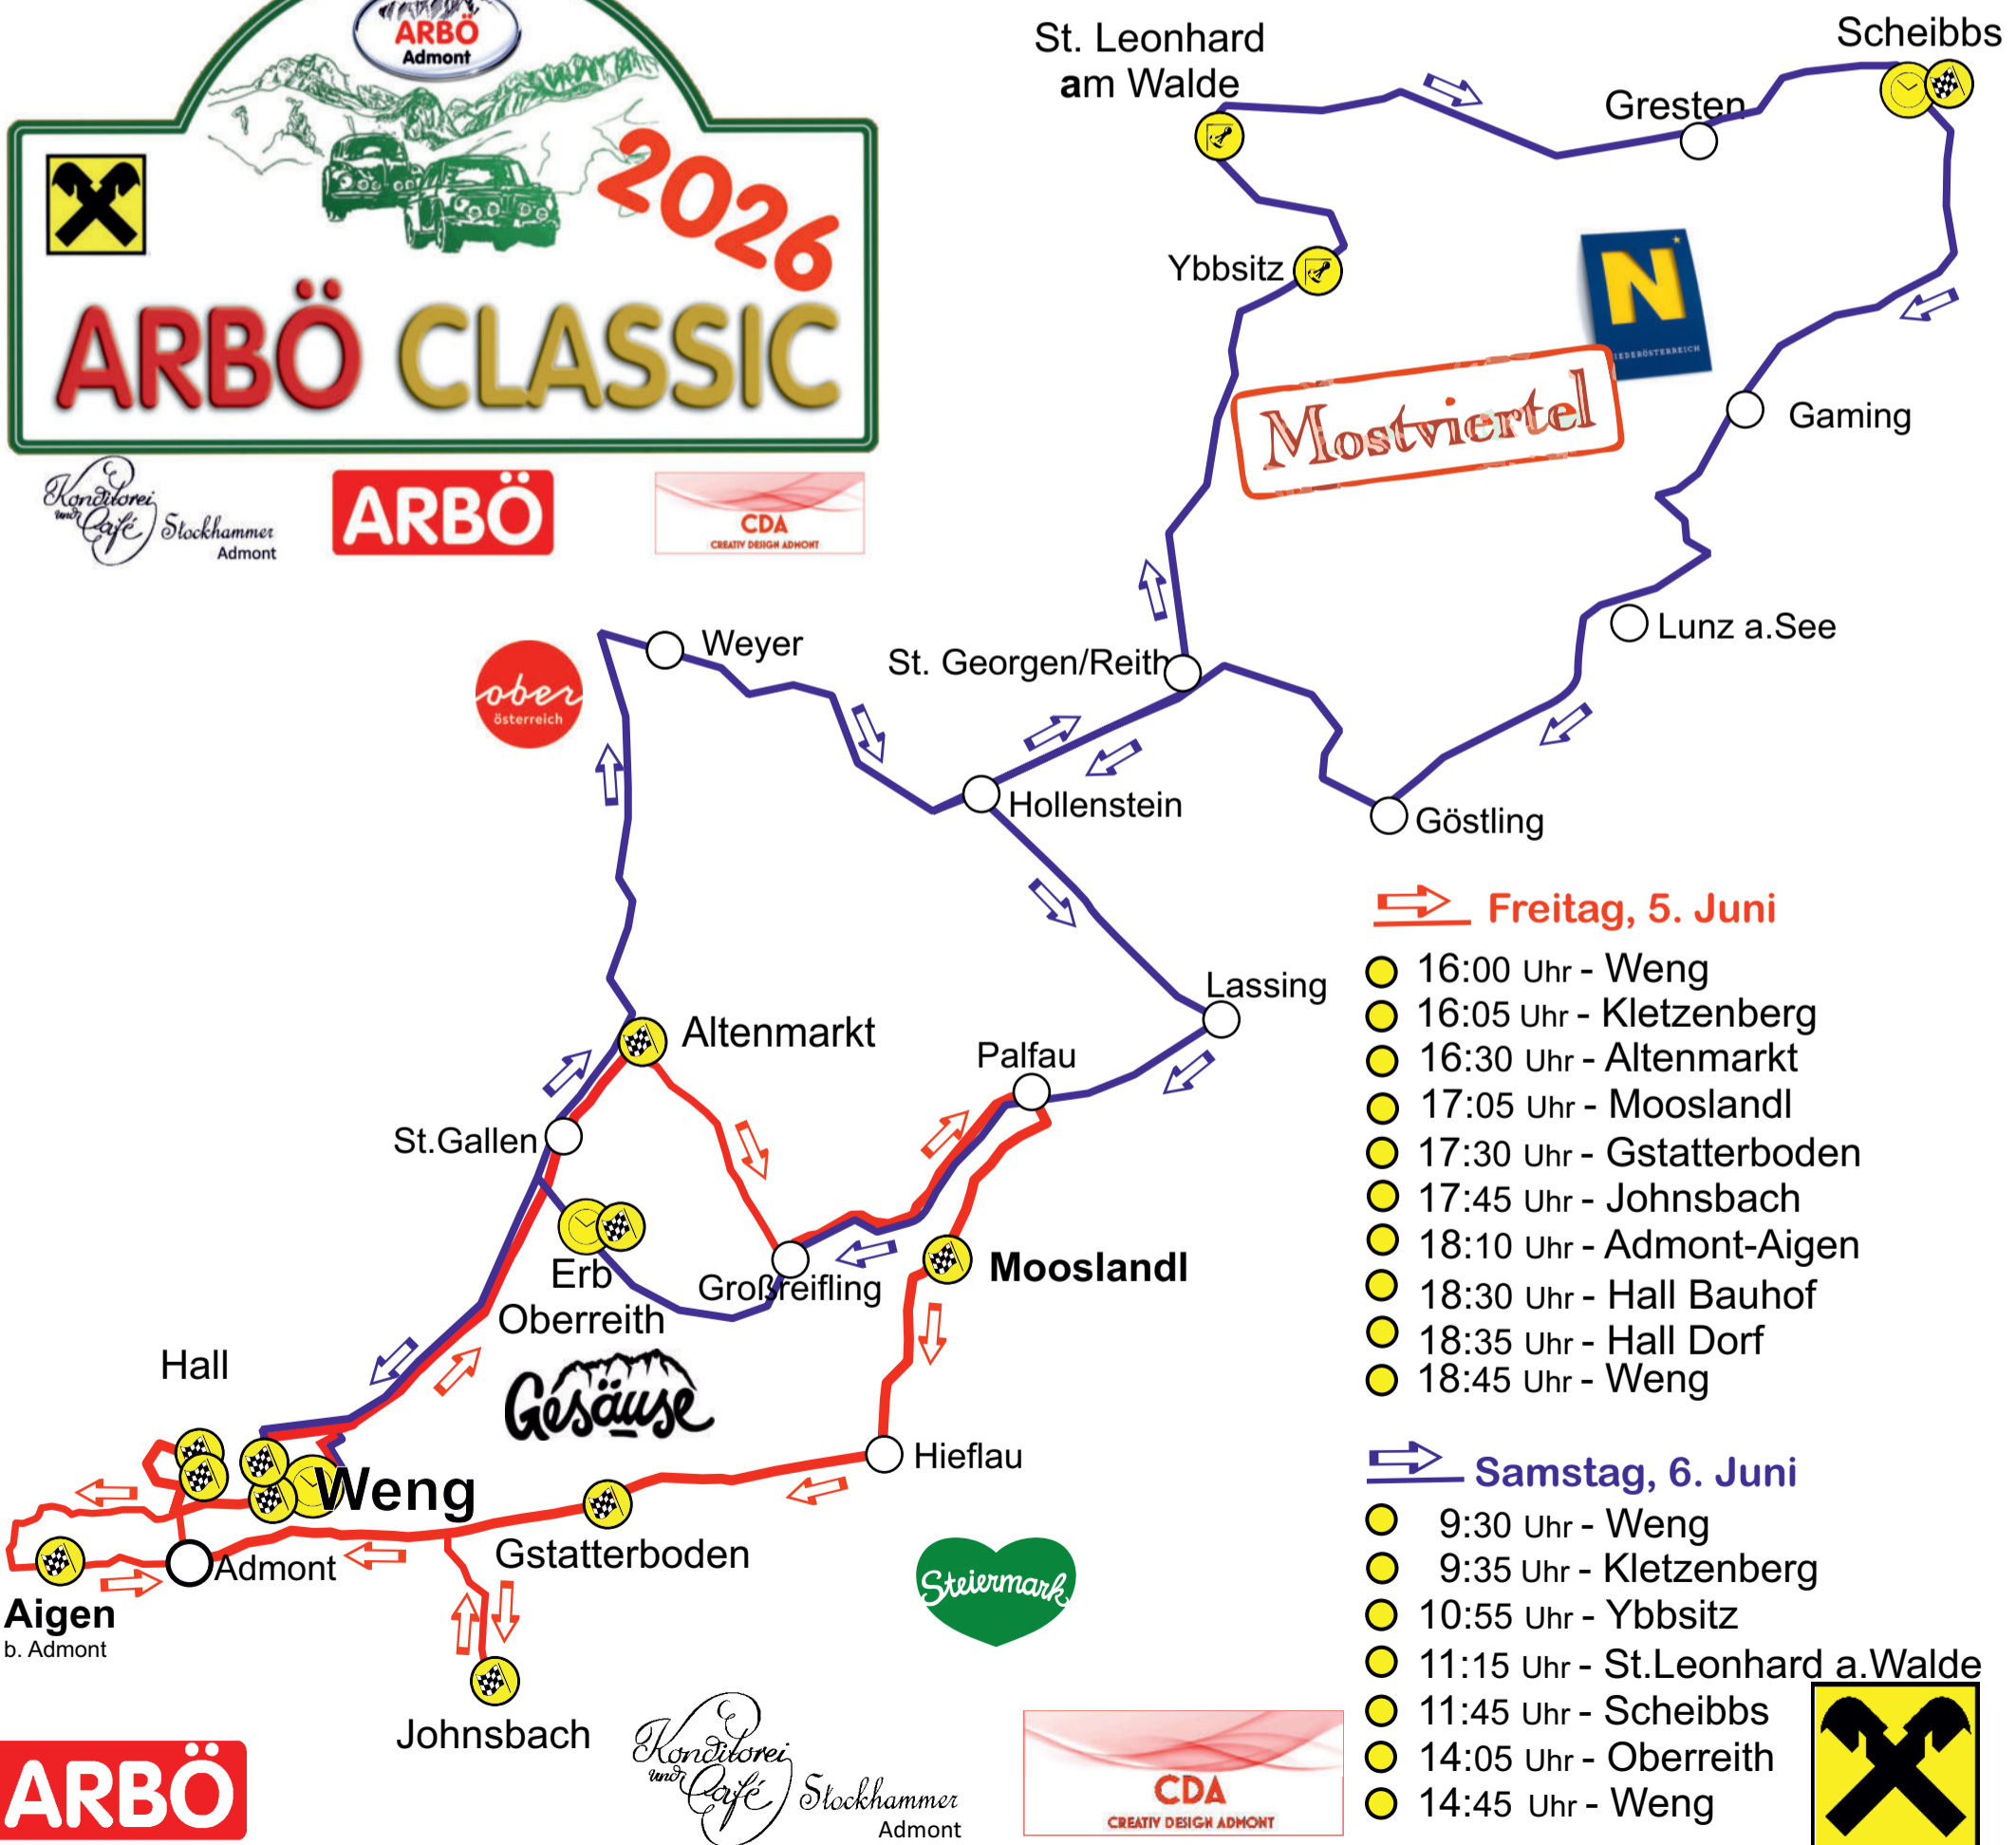 ARBÖ
Admont
2026
ARBÖ CLASSIC
Konditorei
und Café Stockhammer
Admont
ARBÖ
CDA
CREATIV DESIGN ADMONT
St. Leonhard
am Walde
Scheibbs
Gresten
Ybbsitz
N
Mostviertel
Gaming
Lunz a.See
ober
österreich
Weyer
St. Georgen/Reith
Hollenstein
Göstling
Lassing
Altenmarkt
Palfau
St.Gallen
Erb
Oberreith
Großreifling
Mooslandl
Gesäuse
Hall
Weng
Hieflau
Admont
Gstatterboden
Aigen
b. Admont
Johnsbach
Steiermark
Freitag, 5. Juni
16:00 Uhr - Weng
16:05 Uhr - Kletzenberg
16:30 Uhr - Altenmarkt
17:05 Uhr - Mooslandl
17:30 Uhr - Gstatterboden
17:45 Uhr - Johnsbach
18:10 Uhr - Admont-Aigen
18:30 Uhr - Hall Bauhof
18:35 Uhr - Hall Dorf
18:45 Uhr - Weng
Samstag, 6. Juni
9:30 Uhr - Weng
9:35 Uhr - Kletzenberg
10:55 Uhr - Ybbsitz
11:15 Uhr - St.Leonhard a.Walde
11:45 Uhr - Scheibbs
14:05 Uhr - Oberreith
14:45 Uhr - Weng
ARBÖ
Konditorei
und Café Stockhammer
Admont
CDA
CREATIV DESIGN ADMONT